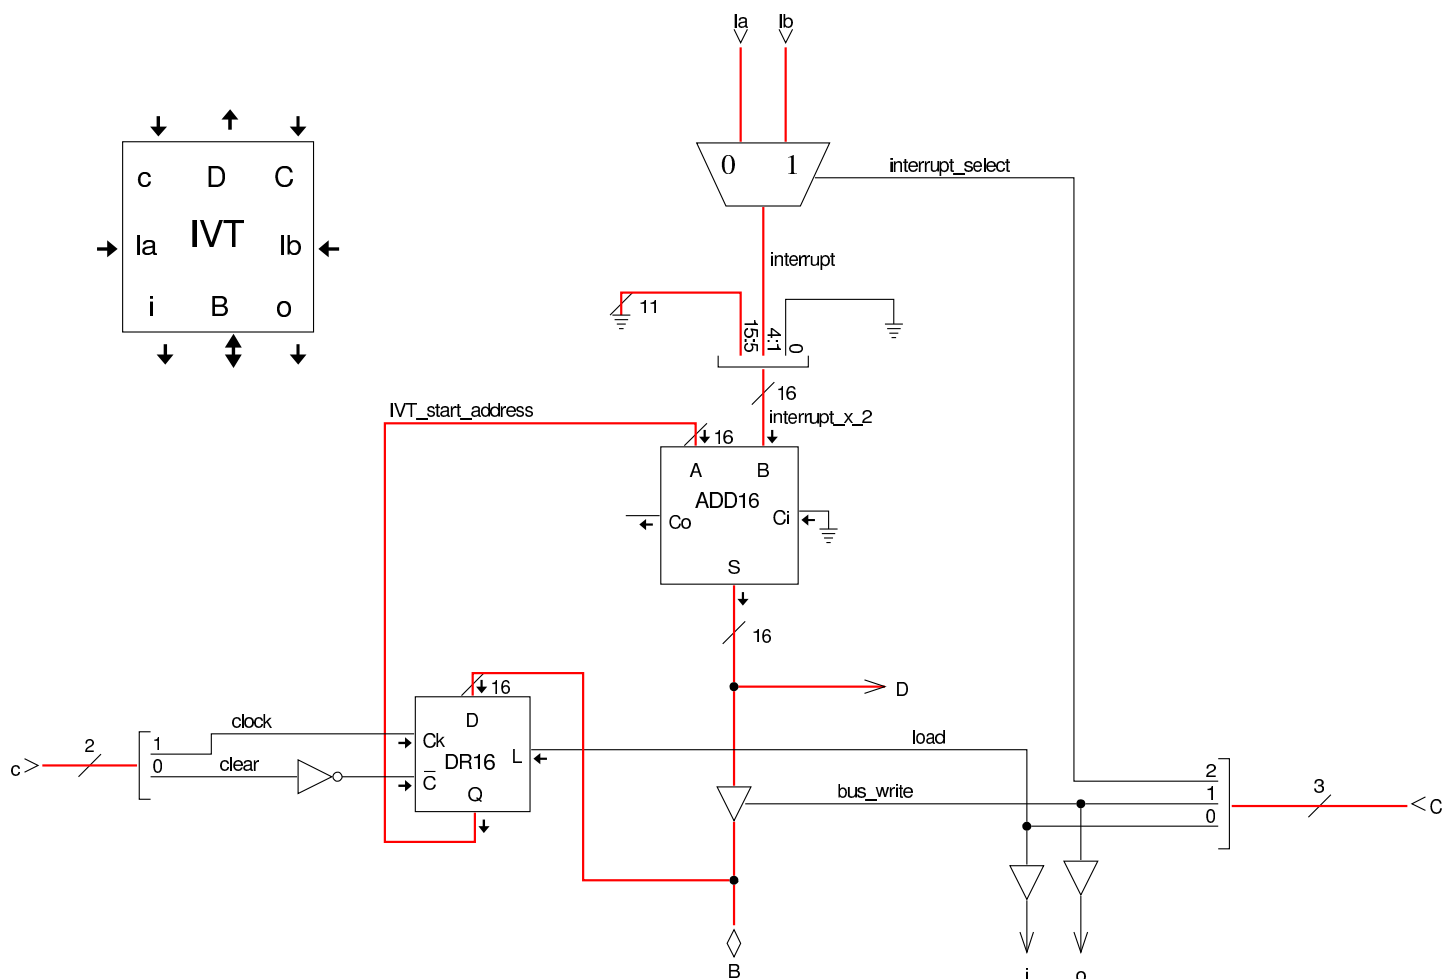 Ia Ib
c D C
IVT
Ia Ib
i B o
0 1
interrupt_select
interrupt
11
15:5
4:1
0
16
interrupt_x_2
IVT_start_address
16
A B
ADD16
Co Ci
S
16
D
16
D
clock
Ck
DR16
L
C
Q
load
c
2
1
0
clear
bus_write
2
1
0
3
C
B
i
o